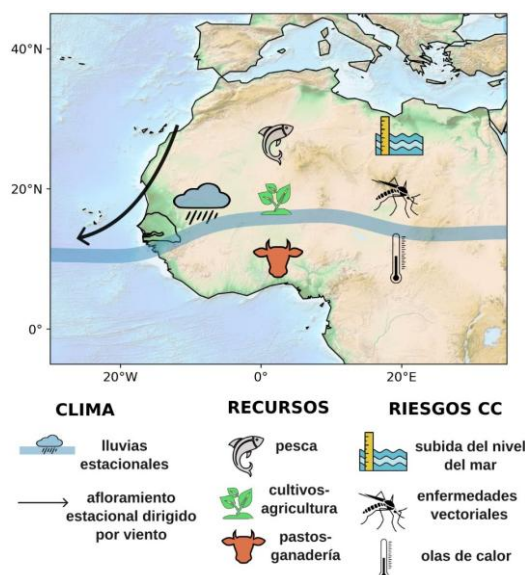 40°N
20°N
0°
20°W
0°
20°E
CLIMA
lluvias
estacionales
afloramiento
estacional dirigido
por viento
RECURSOS
pesca
cultivos-
agricultura
pastos-
ganadería
RIESGOS CC
subida del nivel
del mar
enfermedades
vectoriales
olas de calor